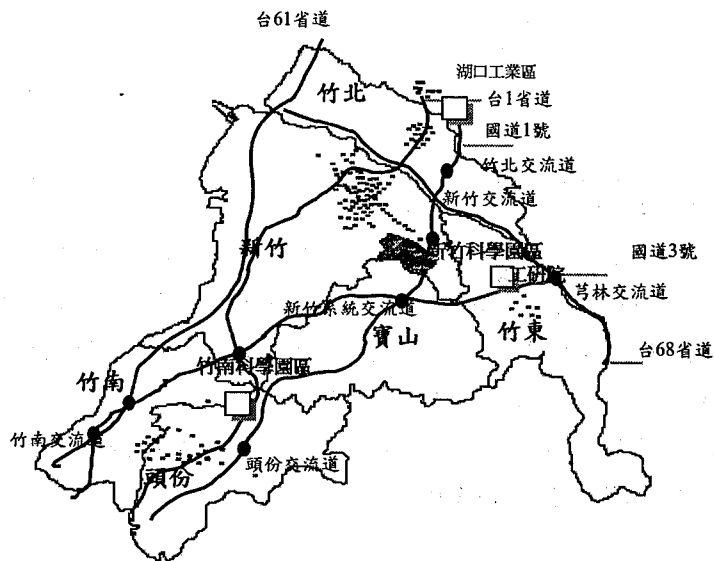 台61省道
湖口工業區
竹北
台1省道
國道1號
竹北交流道
新竹交流道
新竹
新竹科學園區
國道3號
工研院
芎林交流道
新竹系統交流道
寶山
竹東
台68省道
竹南科學園區
竹南
竹南交流道
頭份
頭份交流道